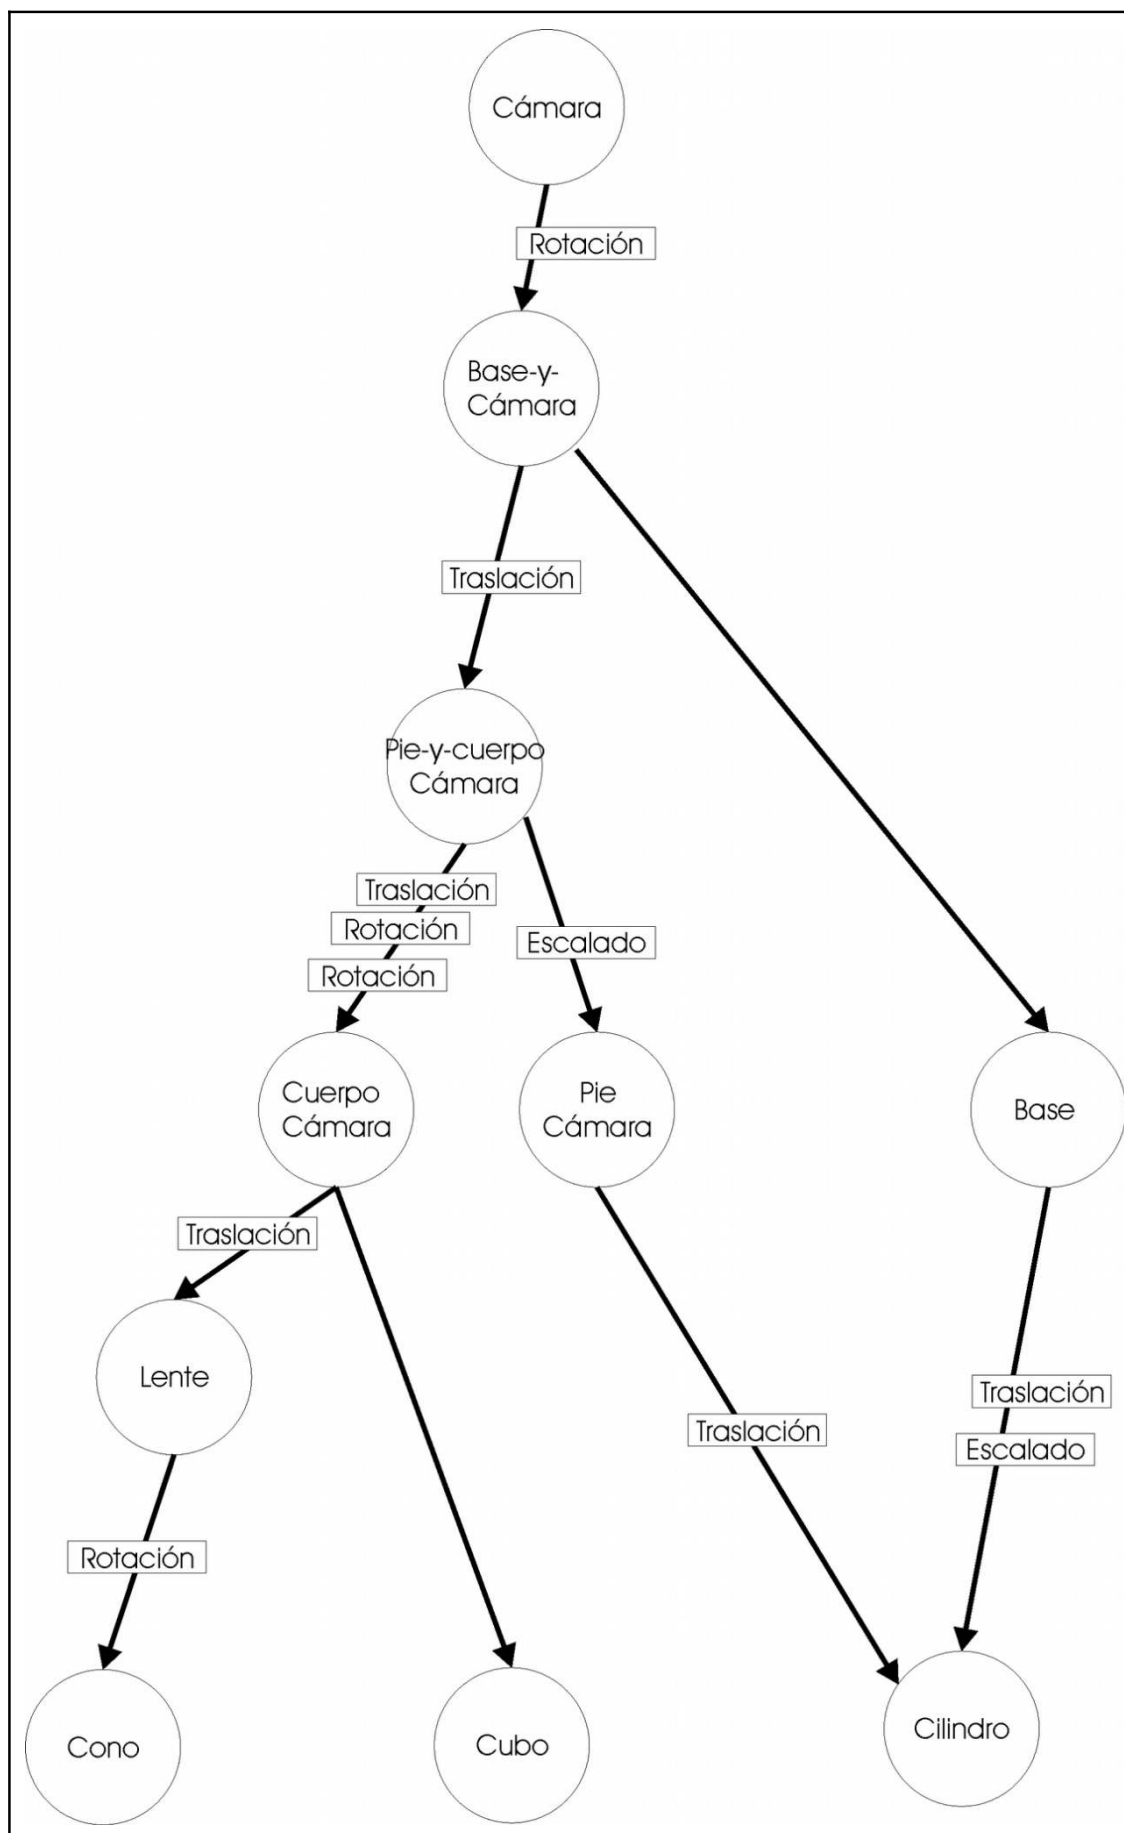 Cámara
Rotación
Base-y-
Cámara
Traslación
Pie-y-cuerpo
Cámara
Traslación
Rotación
Rotación
Escalado
Cuerpo
Cámara
Pie
Cámara
Base
Traslación
Lente
Traslación
Traslación
Escalado
Rotación
Cono
Cubo
Cilindro